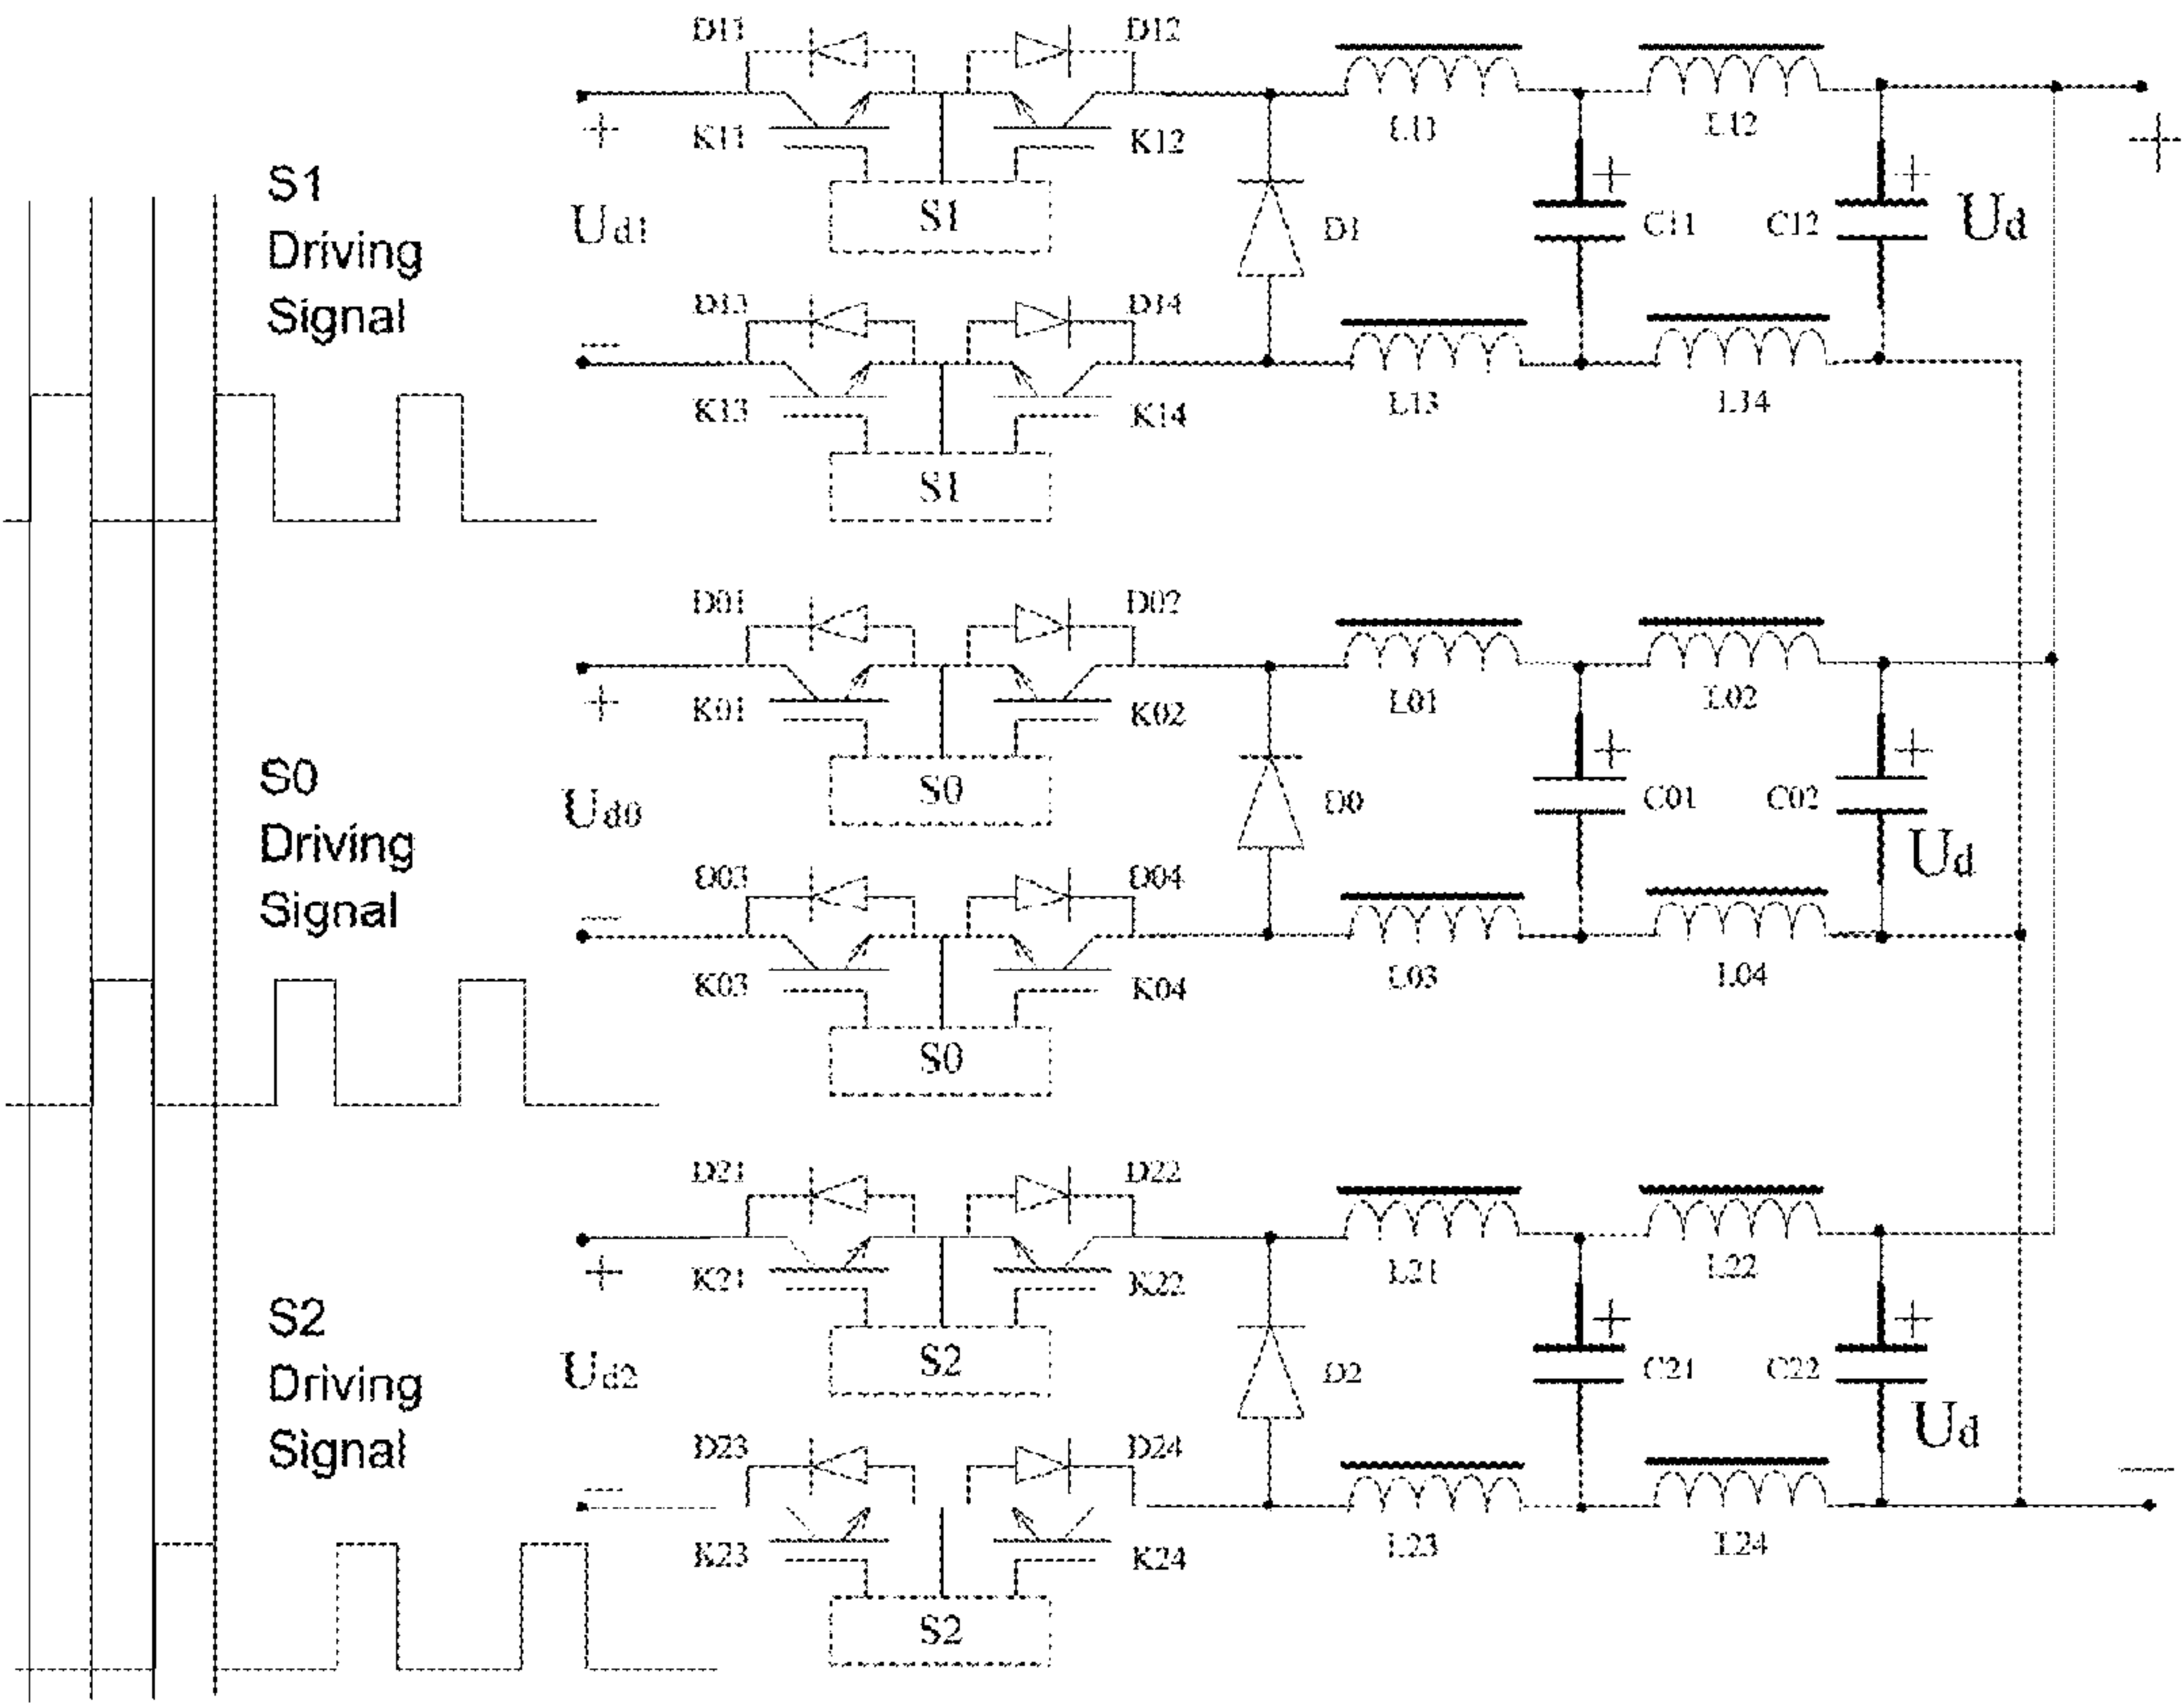 D11
D12
L11
L12
+
K11
K12
+
S1
Driving
Signal
Ud1
S1
D1
+
C11
C12
+
Ud
D13
D14
—
K13
K14
L13
L14
S1
D01
D02
+
K01
K02
L01
L02
S0
Driving
Signal
Ud0
S0
D0
+
C01
C02
+
Ud
D03
D04
—
K03
K04
L03
L04
S0
D21
D22
+
K21
K22
L21
L22
S2
Driving
Signal
Ud2
S2
D2
+
C21
C22
+
Ud
D23
D24
—
—
K23
K24
L23
L24
S2